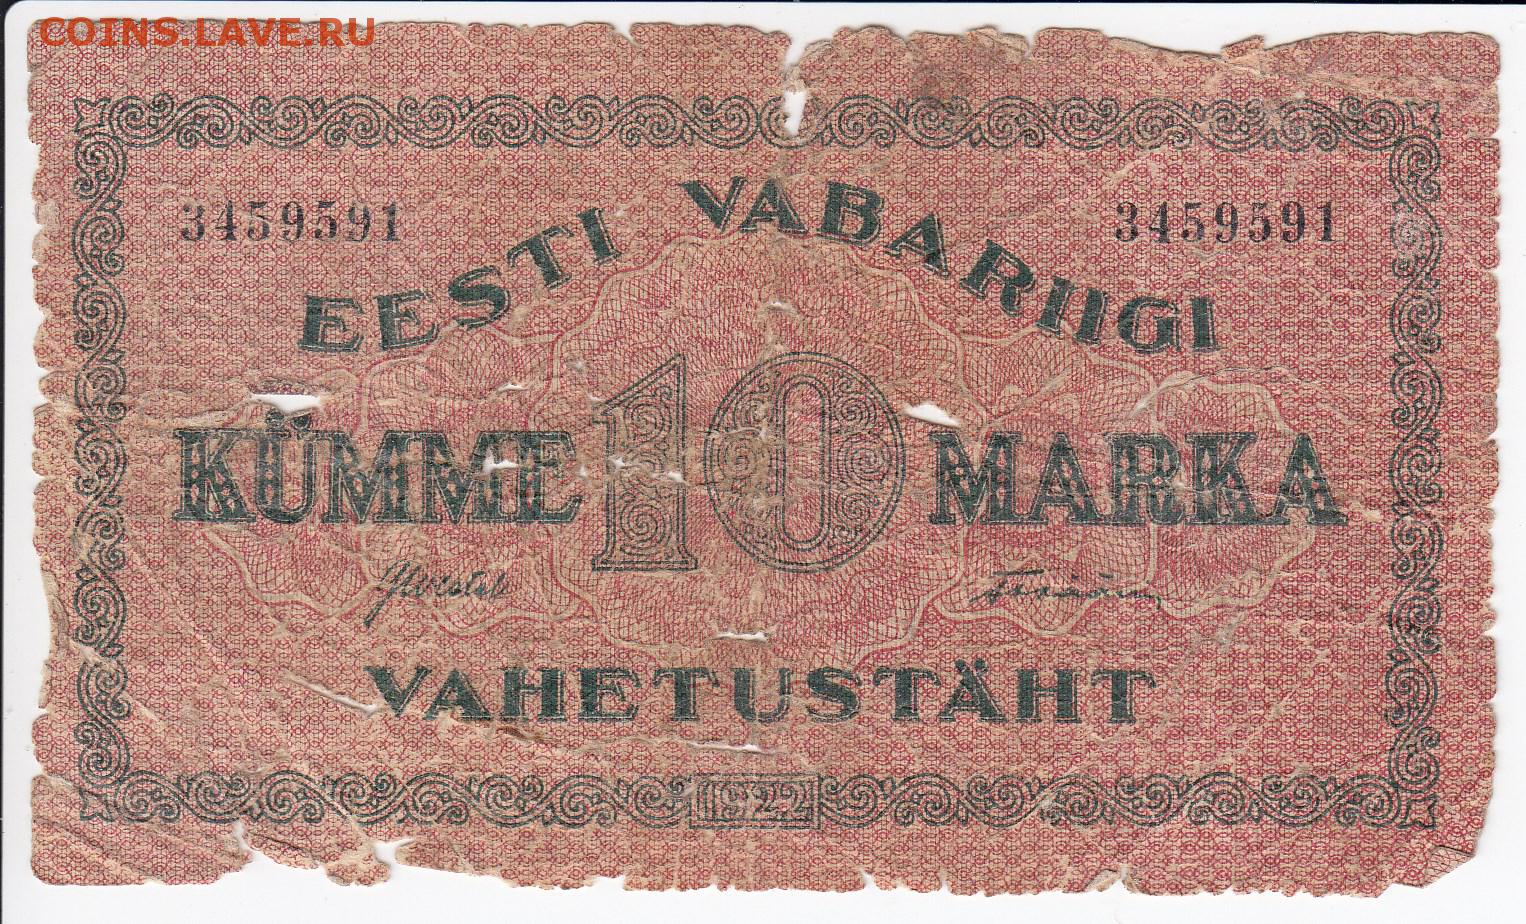 COINS.LAVE.RU
3459591 3459591
EESTI VABARIIGI
KÜMME 10 MARKA
VAHETUSTÄHT
1922